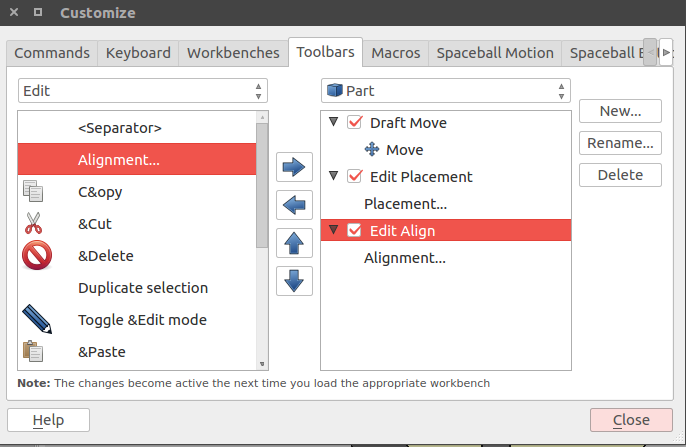 Customize
Commands Keyboard Workbenches Toolbars Macros Spaceball Motion Spaceball
Edit
Part
<Separator>
Alignment...
C&opy
&Cut
&Delete
Duplicate selection
Toggle &Edit mode
&Paste
Draft Move
Move
Edit Placement
Placement...
Edit Align
Alignment...
New...
Rename...
Delete
Note: The changes become active the next time you load the appropriate workbench
Help
Close